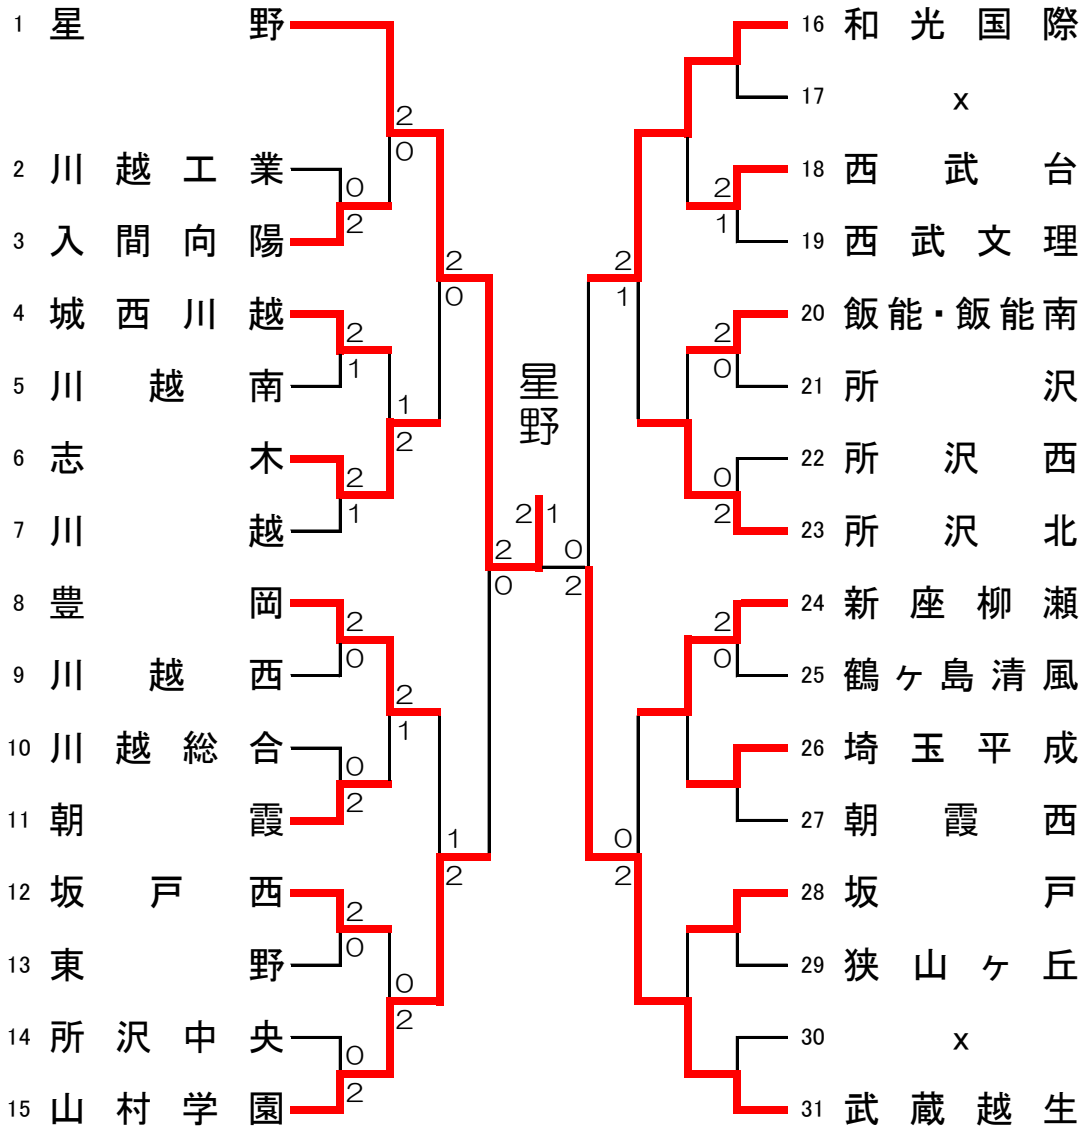 1 星野
2 川越工業
3 入間向陽
4 城西川越
5 川越南
6 志木
7 川越
8 豊岡
9 川越西
10 川越総合
11 朝霞
12 坂戸西
13 東野
14 所沢中央
15 山村学園
2
0
0
2
2
1
2
1
1
2
2
0
2
0
0
2
2
1
2
0
0
2
0
2
1
2
2
0
星野
2 1
0
2
2
1
2
1
2
0
0
2
2
0
0
2
16 和光国際
17 x
18 西武台
19 西武文理
20 飯能・飯能南
21 所沢
22 所沢西
23 所沢北
24 新座柳瀬
25 鶴ヶ島清風
26 埼玉平成
27 朝霞西
28 坂戸
29 狭山ヶ丘
30 x
31 武蔵越生